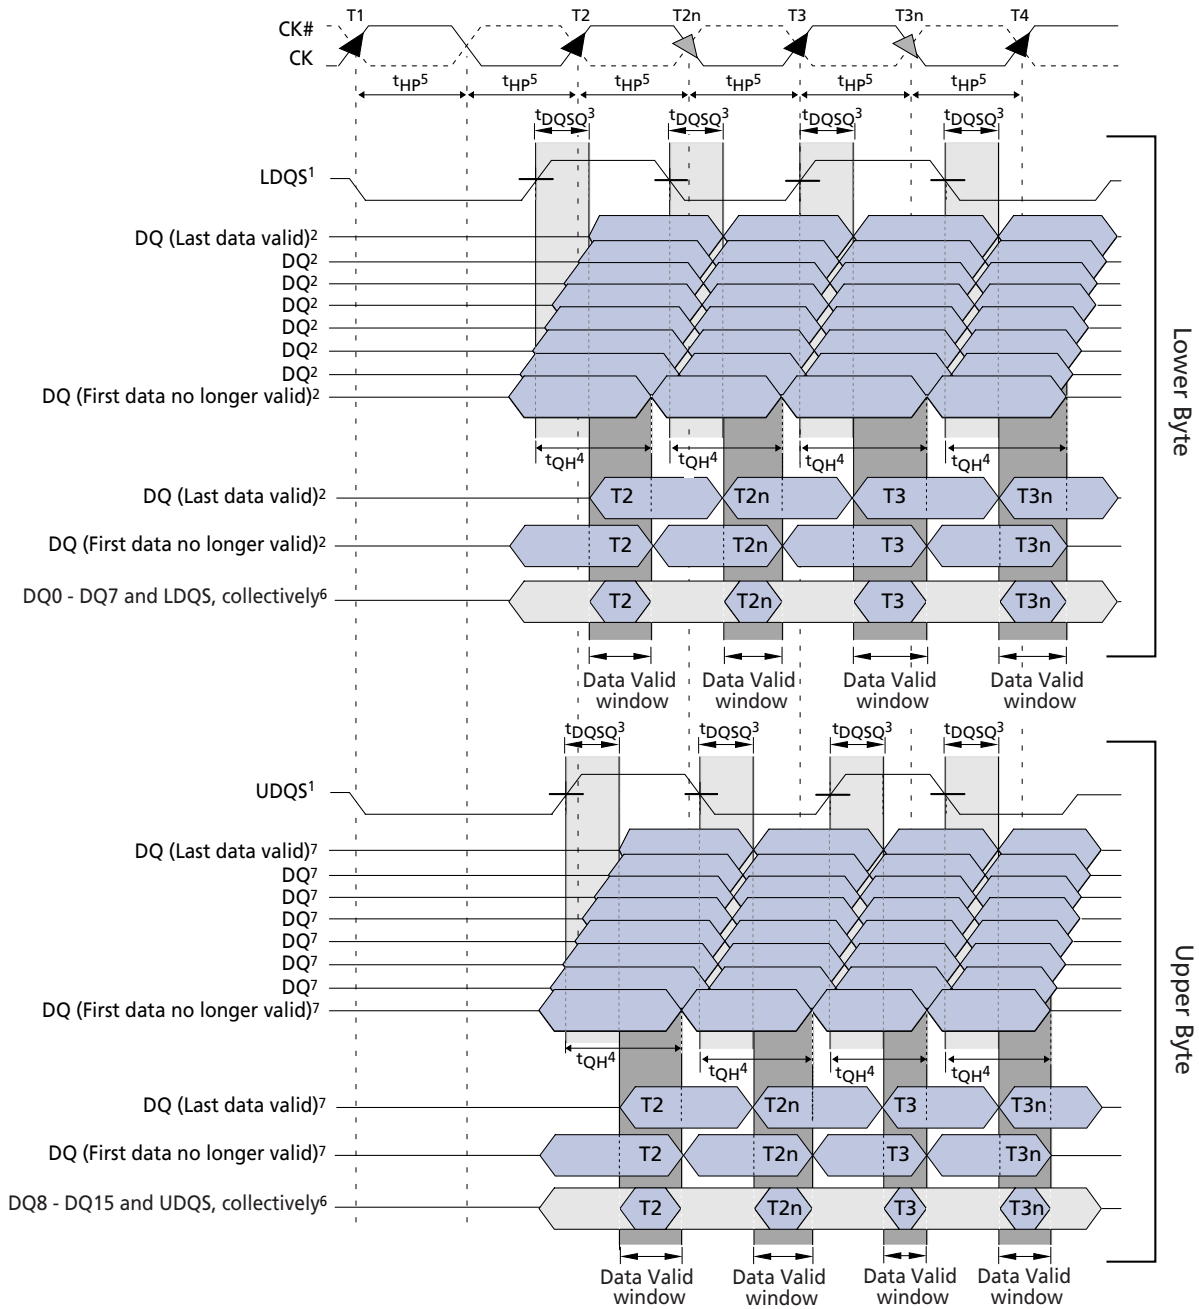 T1 T2 T2n T3 T3n T4
CK#
CK
tHP5 tHP5 tHP5 tHP5 tHP5 tHP5
tDQSQ3 tDQSQ3 tDQSQ3 tDQSQ3
LDQS1
DQ (Last data valid)2
DQ2
DQ2
DQ2
DQ2
DQ2
DQ2
DQ (First data no longer valid)2
Lower Byte
tQH4 tQH4 tQH4 tQH4
DQ (Last data valid)2 T2 T2n T3 T3n
DQ (First data no longer valid)2 T2 T2n T3 T3n
DQ0 - DQ7 and LDQS, collectively6 T2 T2n T3 T3n
Data Valid Data Valid Data Valid Data Valid
window window window window
tDQSQ3 tDQSQ3 tDQSQ3 tDQSQ3
UDQS1
DQ (Last data valid)7
DQ7
DQ7
DQ7
DQ7
DQ7
DQ7
DQ (First data no longer valid)7
Upper Byte
tQH4 tQH4 tQH4 tQH4
DQ (Last data valid)7 T2 T2n T3 T3n
DQ (First data no longer valid)7 T2 T2n T3 T3n
DQ8 - DQ15 and UDQS, collectively6 T2 T2n T3 T3n
Data Valid Data Valid Data Valid Data Valid
window window window window